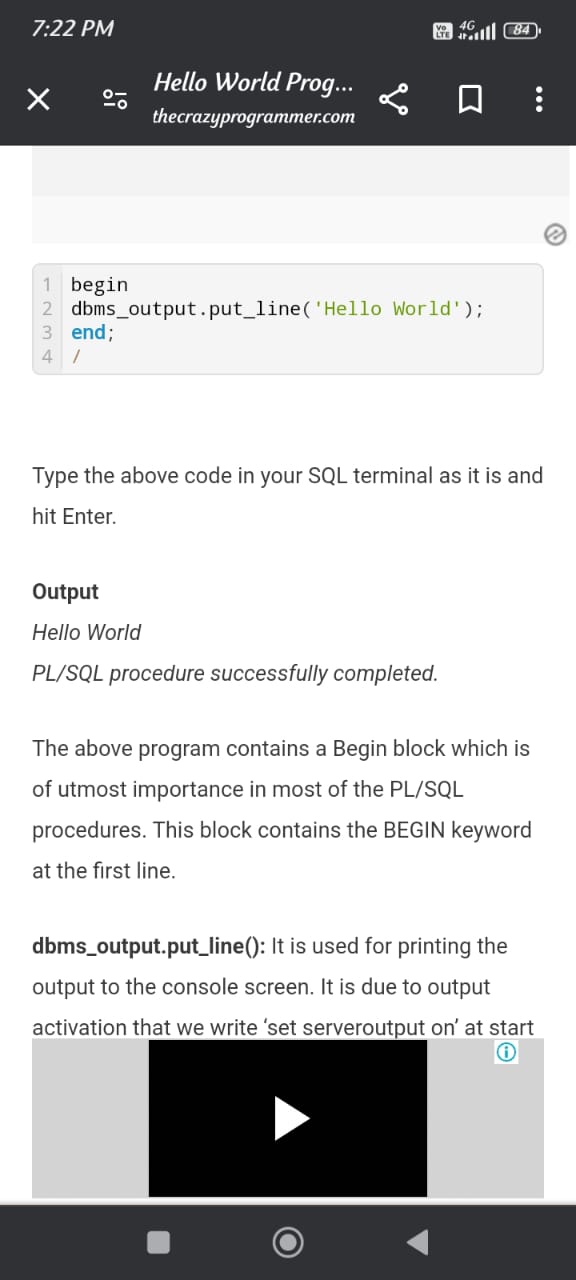 7:22 PM
Vo LTE 4G 84
Hello World Prog...
thecrazyprogrammer.com
1 begin
2 dbms_output.put_line('Hello World');
3 end;
4 /
Type the above code in your SQL terminal as it is and
hit Enter.
Output
Hello World
PL/SQL procedure successfully completed.
The above program contains a Begin block which is
of utmost importance in most of the PL/SQL
procedures. This block contains the BEGIN keyword
at the first line.
dbms_output.put_line(): It is used for printing the
output to the console screen. It is due to output
activation that we write ‘set serveroutput on’ at start